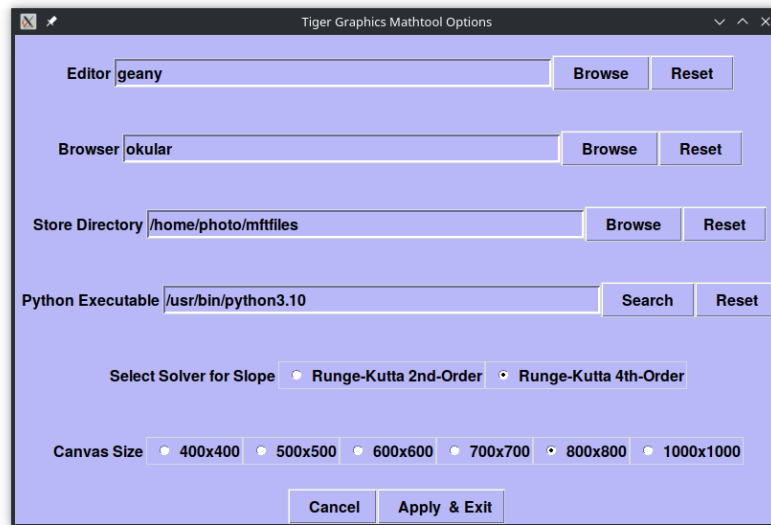 Tiger Graphics Mathtool Options
Editor geany Browse Reset
Browser okular Browse Reset
Store Directory /home/photo/mftfiles Browse Reset
Python Executable /usr/bin/python3.10 Search Reset
Select Solver for Slope Runge-Kutta 2nd-Order Runge-Kutta 4th-Order
Canvas Size 400x400 500x500 600x600 700x700 800x800 1000x1000
Cancel Apply & Exit